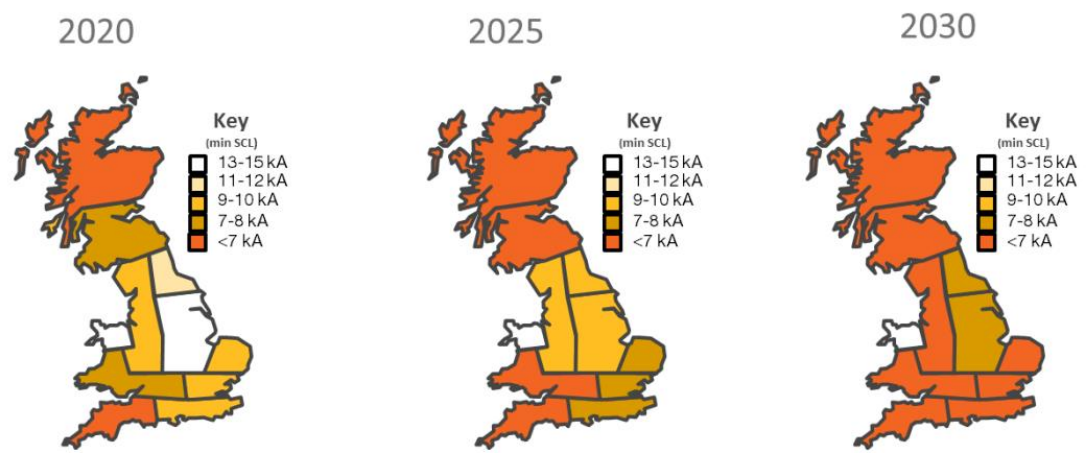 2020
Key
(min SCL)
13-15 kA
11-12 kA
9-10 kA
7-8 kA
<7 kA
2025
Key
(min SCL)
13-15 kA
11-12 kA
9-10 kA
7-8 kA
<7 kA
2030
Key
(min SCL)
13-15 kA
11-12 kA
9-10 kA
7-8 kA
<7 kA